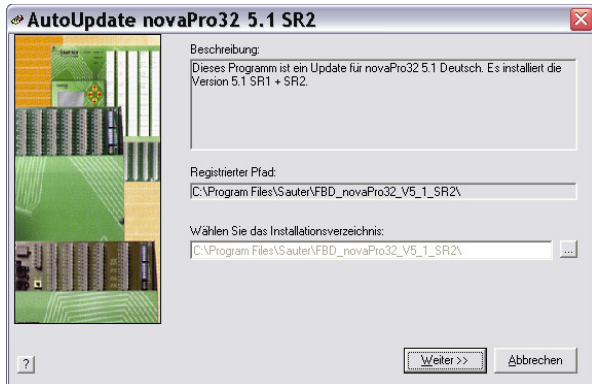 AutoUpdate novaPro32 5.1 SR2
Beschreibung:
Dieses Programm ist ein Update für novaPro32 5.1 Deutsch. Es installiert die
Version 5.1 SR1 + SR2.
Registrierter Pfad:
C:\Program Files\Sauter\FBD_novaPro32_V5_1_SR2\
Wählen Sie das Installationsverzeichnis:
C:\Program Files\Sauter\FBD_novaPro32_V5_1_SR2\
...
?
Weiter >>
Abbrechen